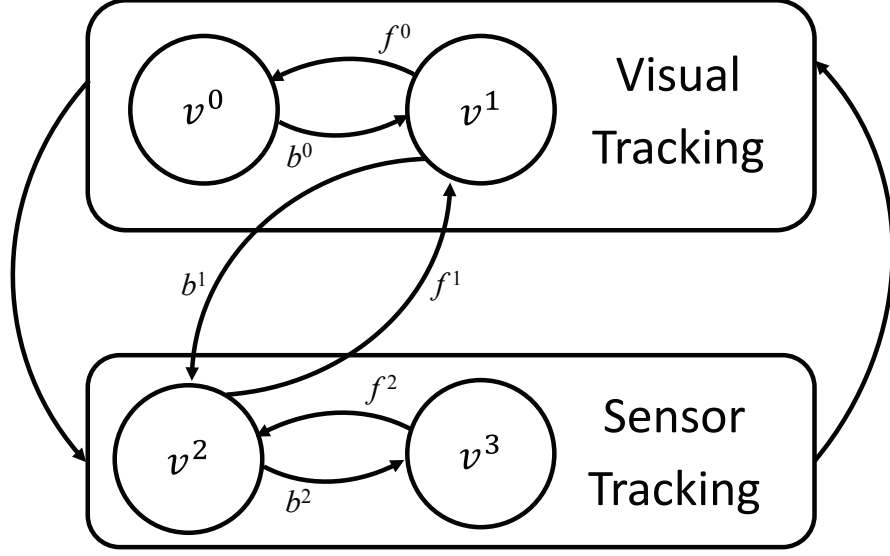 f⁰
v⁰
v¹
Visual
Tracking
b⁰
b¹
f¹
f²
v²
v³
Sensor
Tracking
b²